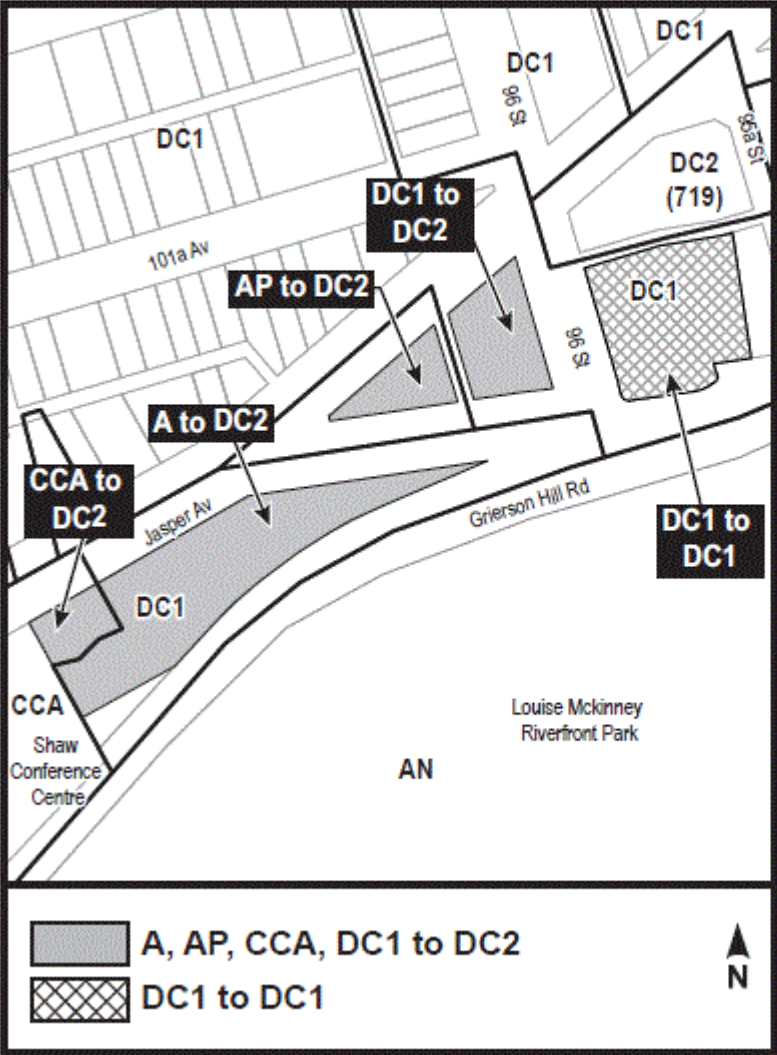 DC1
DC1
96 St
DC1
95a St
DC2
(719)
DC1 to
DC2
101a Av
AP to DC2
DC1
96 St
A to DC2
CCA to
DC2
Jasper Av
Grierson Hill Rd
DC1 to
DC1
DC1
CCA
Shaw
Conference
Centre
Louise Mckinney
Riverfront Park
AN
A, AP, CCA, DC1 to DC2
DC1 to DC1
N